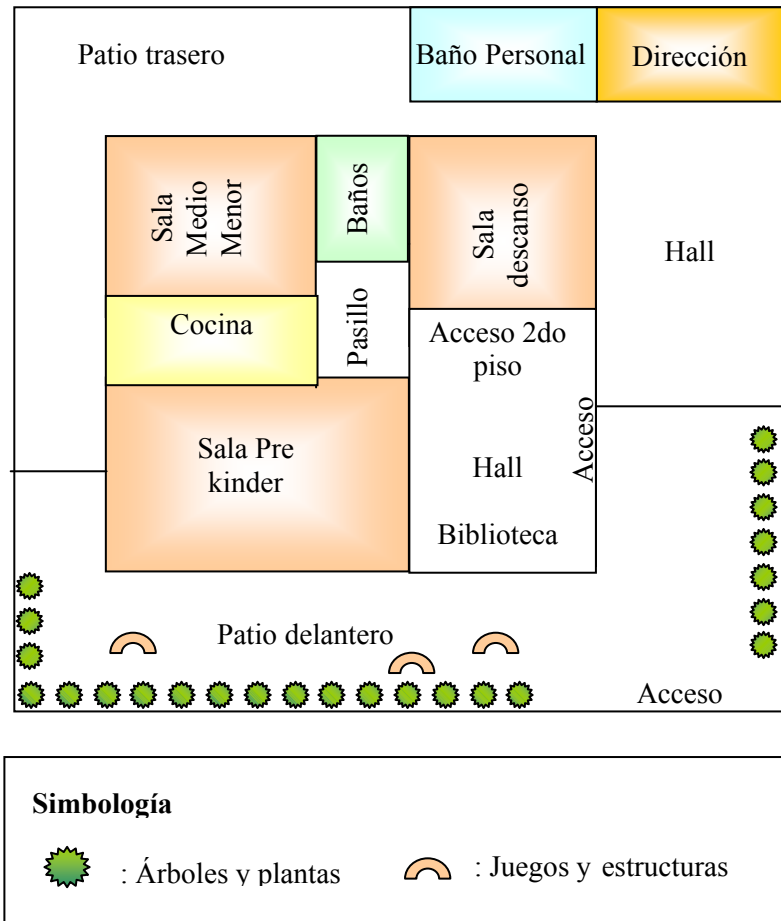 Patio trasero
Baño Personal
Dirección
Sala
Medio
Menor
Baños
Sala
descanso
Hall
Cocina
Pasillo
Acceso 2do
piso
Acceso
Sala Pre
kinder
Hall
Biblioteca
Patio delantero
Acceso
Simbología
: Árboles y plantas
: Juegos y estructuras